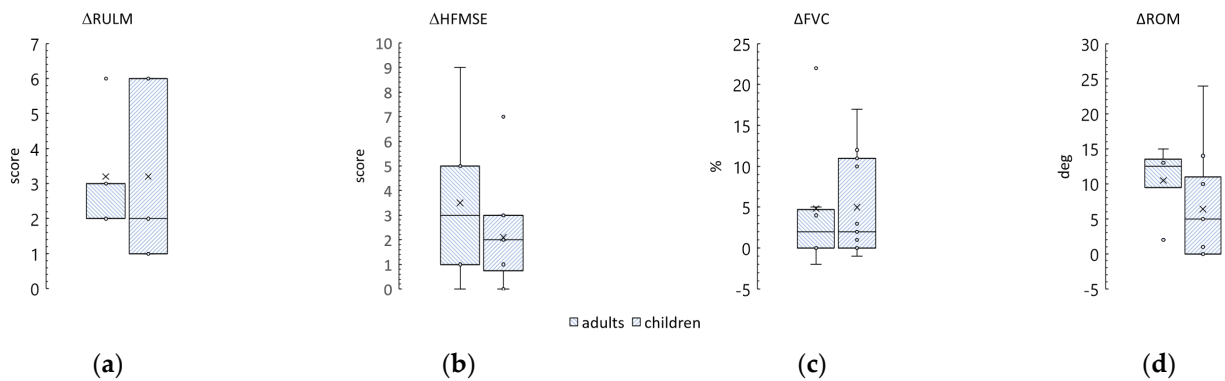 ΔRULM
7
6
5
4
3
2
1
0
score
(a)
ΔHFMSE
10
9
8
7
6
5
4
3
2
1
0
score
(b)
ΔFVC
25
20
15
10
5
0
-5
%
(c)
ΔROM
30
25
20
15
10
5
0
-5
deg
(d)
adults children